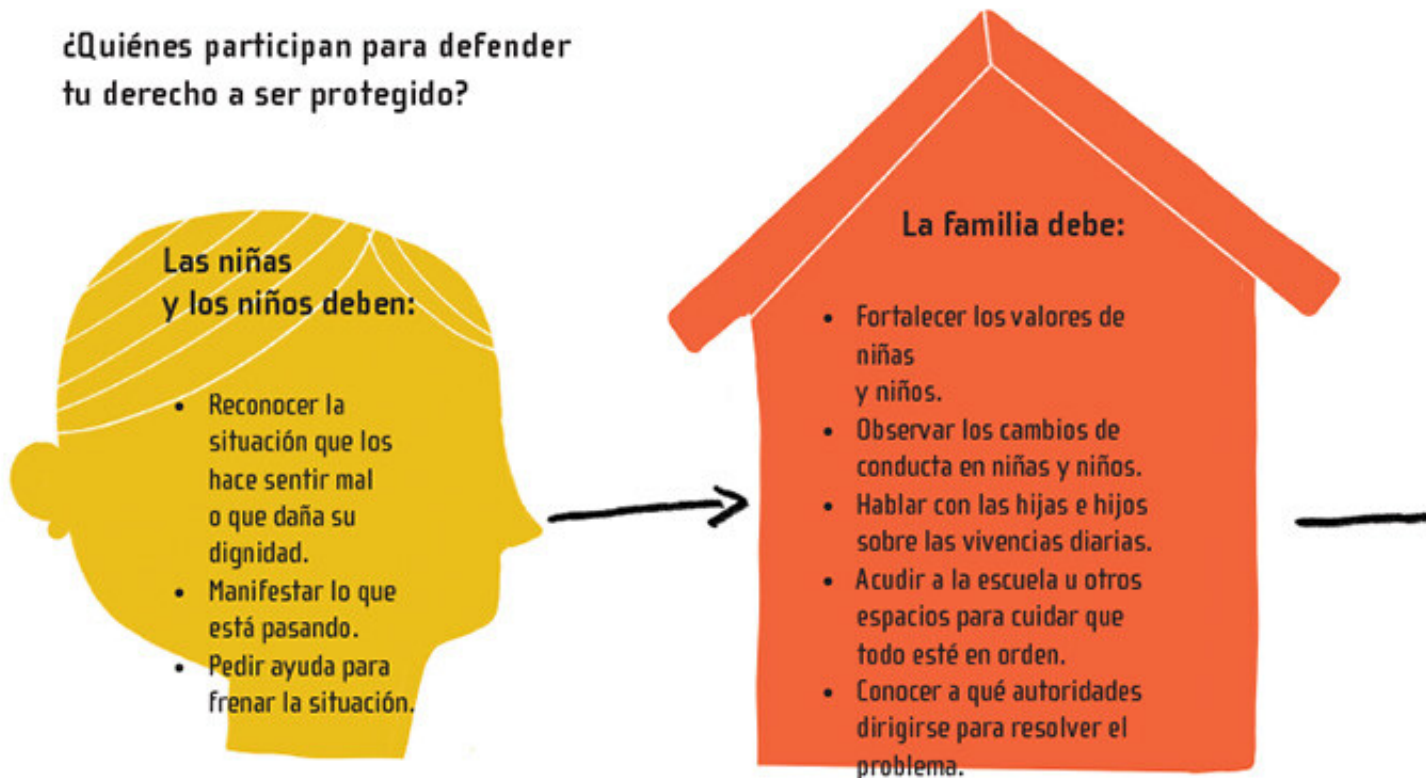 ¿Quiénes participan para defender
tu derecho a ser protegido?
Las niñas
y los niños deben:
• Reconocer la
situación que los
hace sentir mal
o que daña su
dignidad.
• Manifestar lo que
está pasando.
• Pedir ayuda para
frenar la situación.
La familia debe:
• Fortalecer los valores de
niñas
y niños.
• Observar los cambios de
conducta en niñas y niños.
• Hablar con las hijas e hijos
sobre las vivencias diarias.
• Acudir a la escuela u otros
espacios para cuidar que
todo esté en orden.
• Conocer a qué autoridades
dirigirse para resolver el
problema.